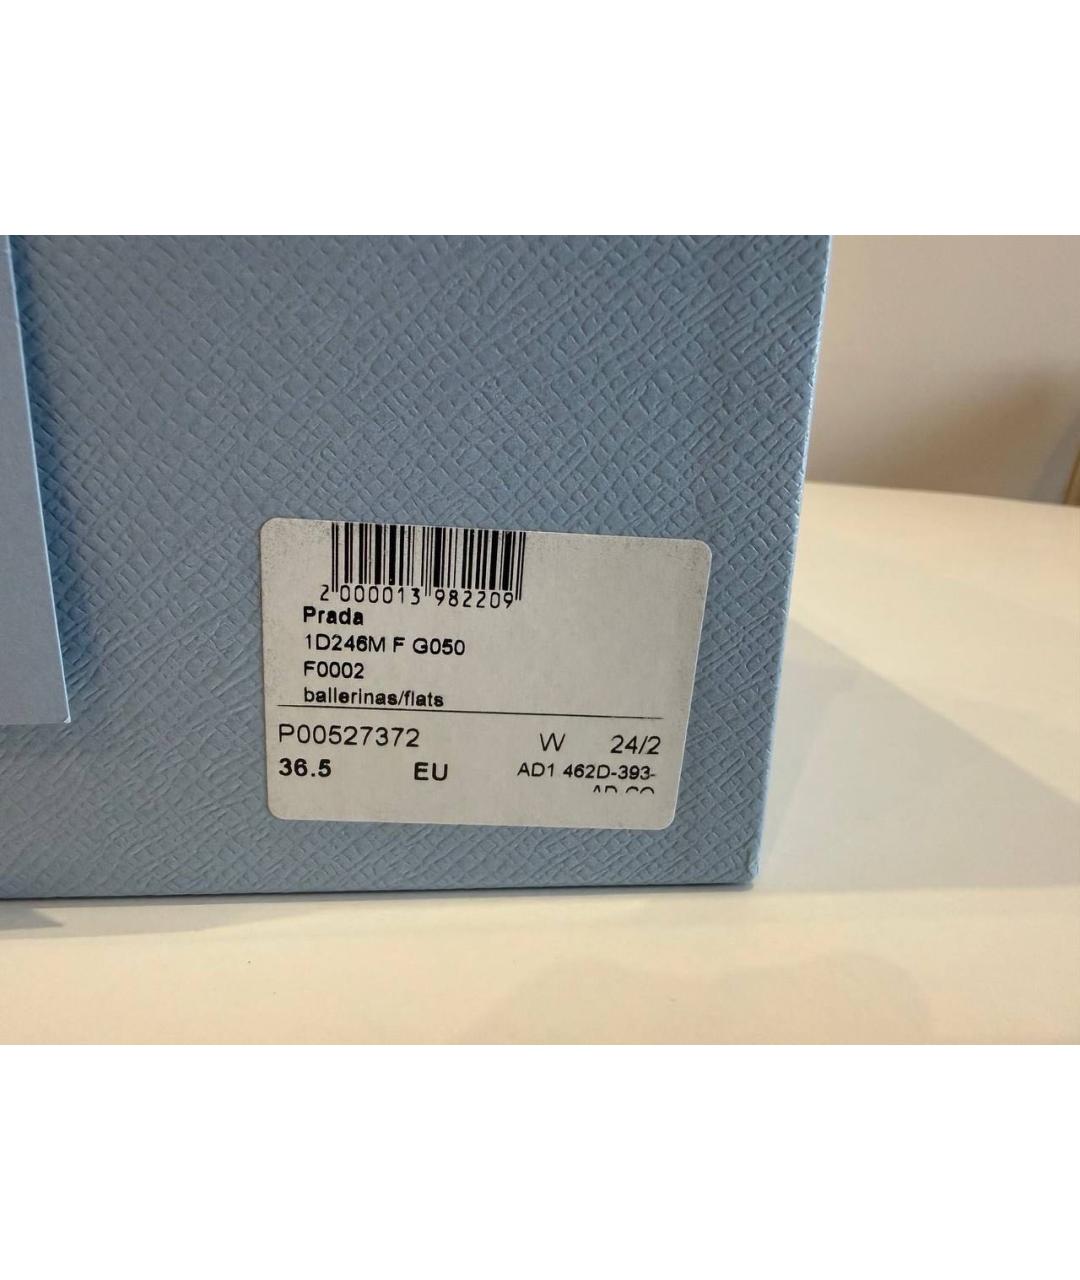 2 000013 982209
Prada
1D246M F G050
F0002
ballerinas/flats
P00527372 W 24/2
36.5 EU AD1 462D-393-